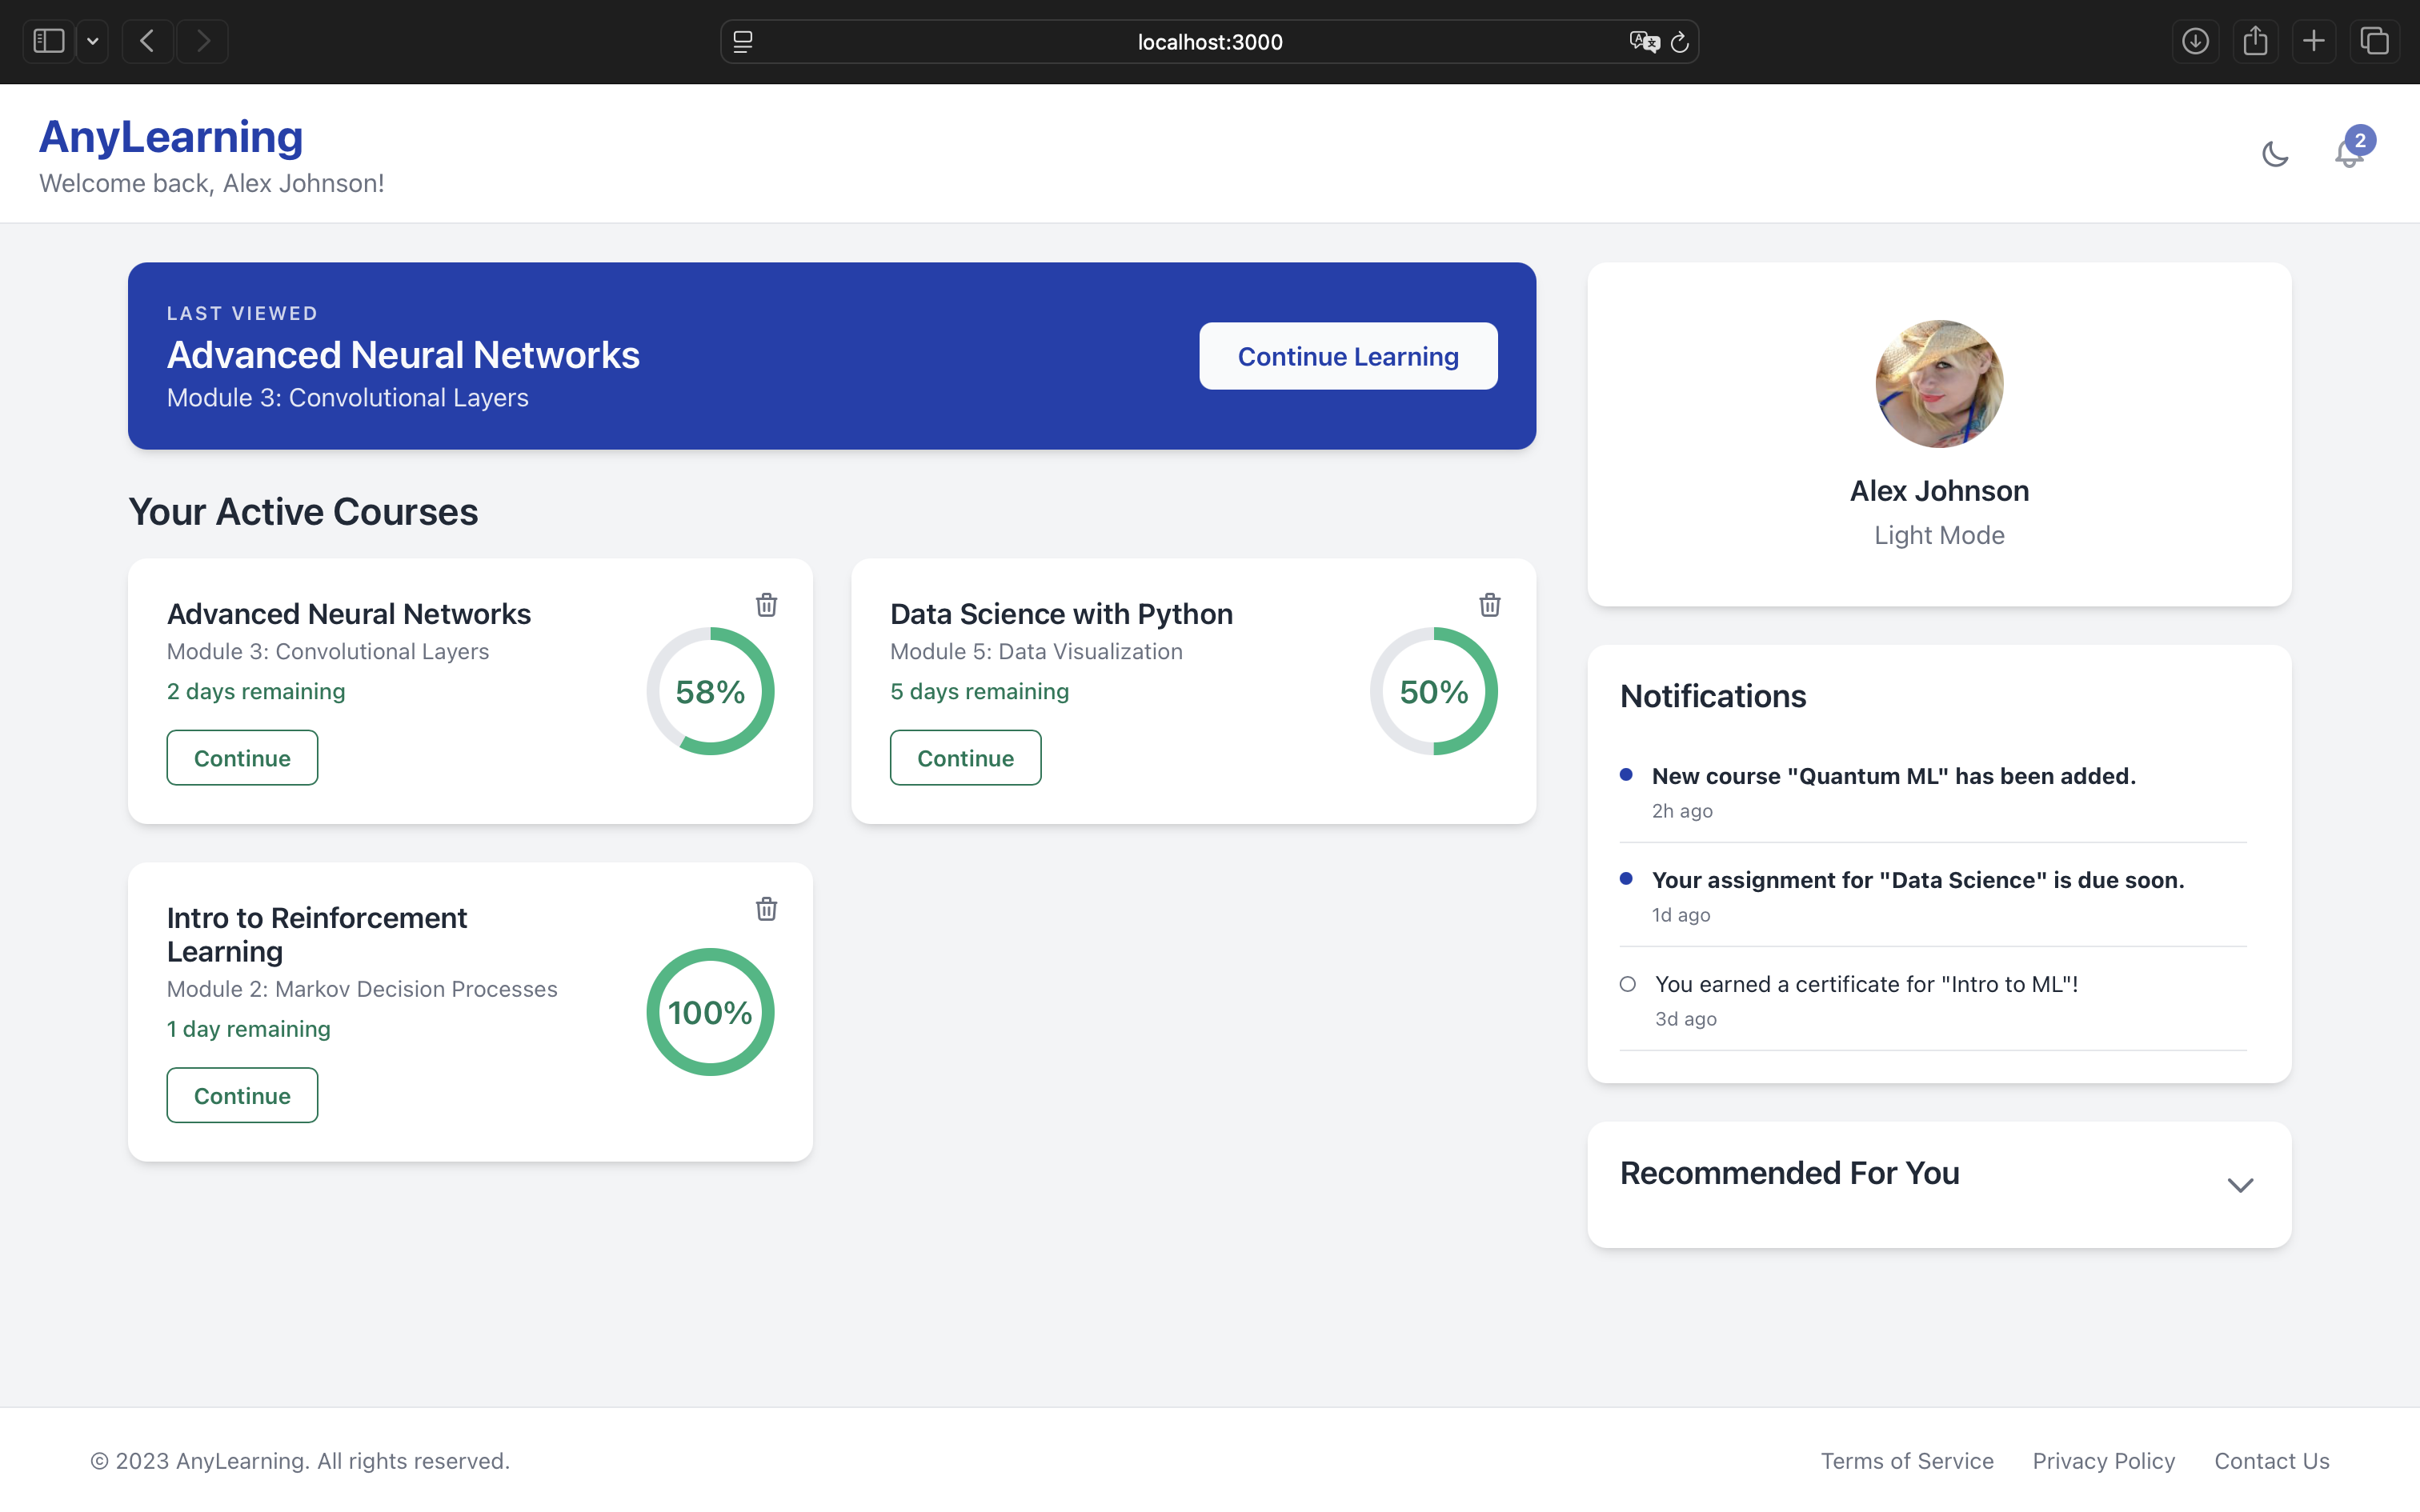 localhost:3000
AnyLearning
Welcome back, Alex Johnson!
2
LAST VIEWED
Advanced Neural Networks
Module 3: Convolutional Layers
Continue Learning
Your Active Courses
Advanced Neural Networks
Module 3: Convolutional Layers
2 days remaining
58%
Continue
Data Science with Python
Module 5: Data Visualization
5 days remaining
50%
Continue
Intro to Reinforcement
Learning
Module 2: Markov Decision Processes
1 day remaining
100%
Continue
Alex Johnson
Light Mode
Notifications
New course "Quantum ML" has been added.
2h ago
Your assignment for "Data Science" is due soon.
1d ago
You earned a certificate for "Intro to ML"!
3d ago
Recommended For You
© 2023 AnyLearning. All rights reserved.
Terms of Service
Privacy Policy
Contact Us